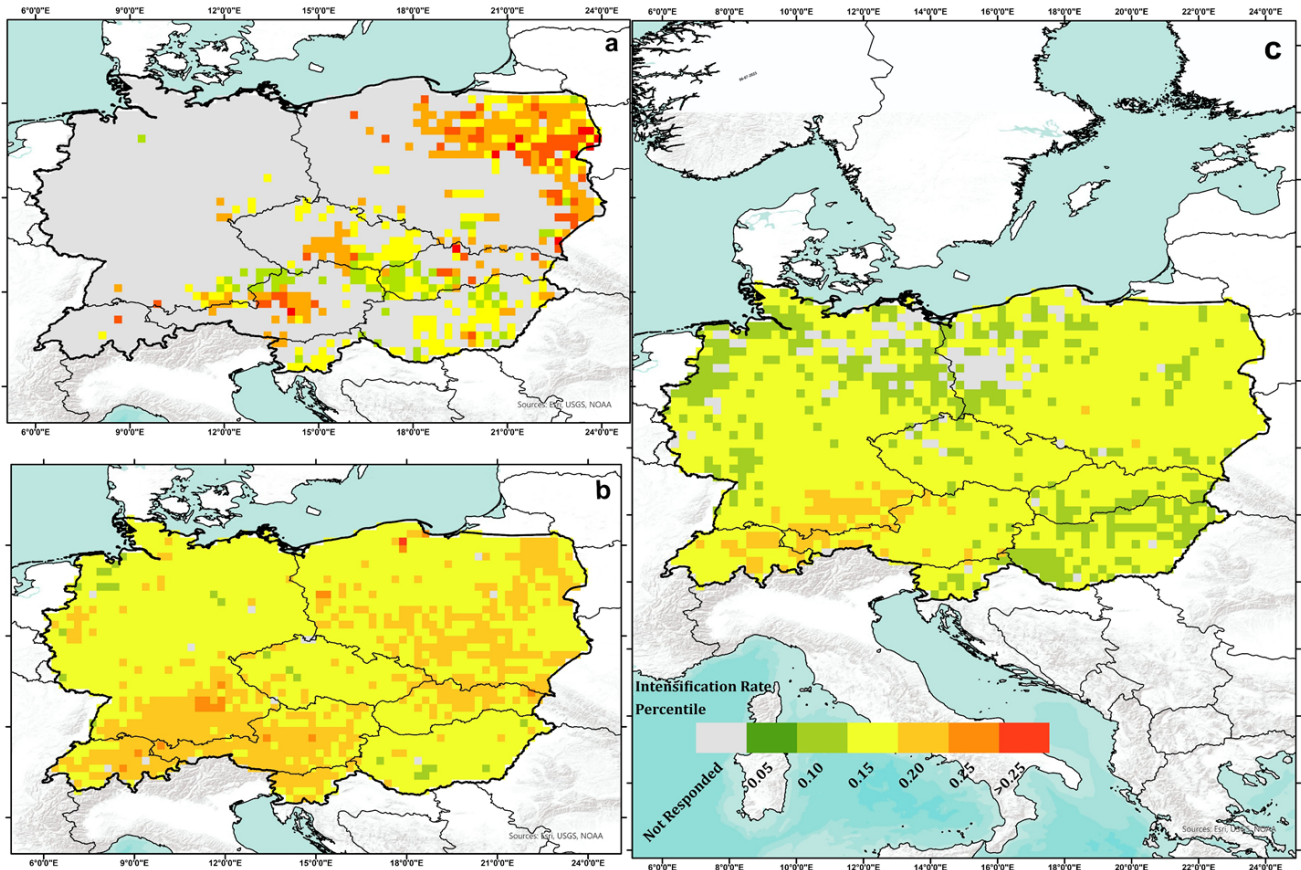 6°0'0"E 9°0'0"E 12°0'0"E 15°0'0"E 18°0'0"E 21°0'0"E 24°0'0"E
a
Sources: Esri, USGS, NOAA
6°0'0"E 9°0'0"E 12°0'0"E 15°0'0"E 18°0'0"E 21°0'0"E 24°0'0"E
b
Sources: Esri, USGS, NOAA
6°0'0"E 9°0'0"E 12°0'0"E 15°0'0"E 18°0'0"E 21°0'0"E
6°0'0"E 8°0'0"E 10°0'0"E 12°0'0"E 14°0'0"E 16°0'0"E 18°0'0"E 20°0'0"E 22°0'0"E 24°0'0"E
c
Intensification Rate
Percentile
Not Responded <0.05 0.10 0.15 0.20 0.25 >0.25
Sources: Esri, USGS, NOAA
6°0'0"E 8°0'0"E 10°0'0"E 12°0'0"E 14°0'0"E 16°0'0"E 18°0'0"E 20°0'0"E 22°0'0"E